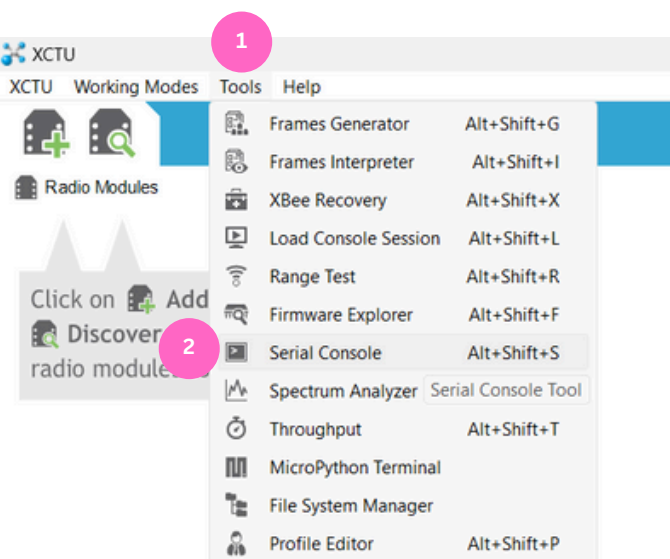 1
XCTU
XCTU Working Modes Tools Help
Frames Generator Alt+Shift+G
Frames Interpreter Alt+Shift+I
Radio Modules
XBee Recovery Alt+Shift+X
Load Console Session Alt+Shift+L
Range Test Alt+Shift+R
Click on Add
Firmware Explorer Alt+Shift+F
Discover
2
Serial Console Alt+Shift+S
radio module
Spectrum Analyzer Serial Console Tool
Throughput Alt+Shift+T
MicroPython Terminal
File System Manager
Profile Editor Alt+Shift+P